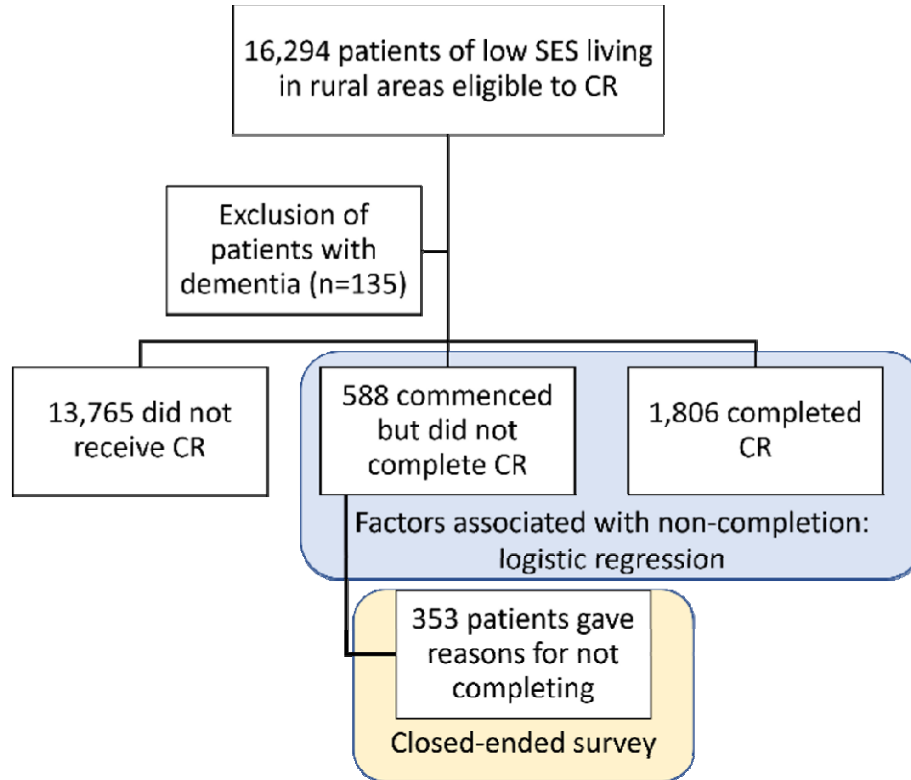 16,294 patients of low SES living
in rural areas eligible to CR
Exclusion of
patients with
dementia (n=135)
13,765 did not
receive CR
588 commenced
but did not
complete CR
1,806 completed
CR
Factors associated with non-completion:
logistic regression
353 patients gave
reasons for not
completing
Closed-ended survey